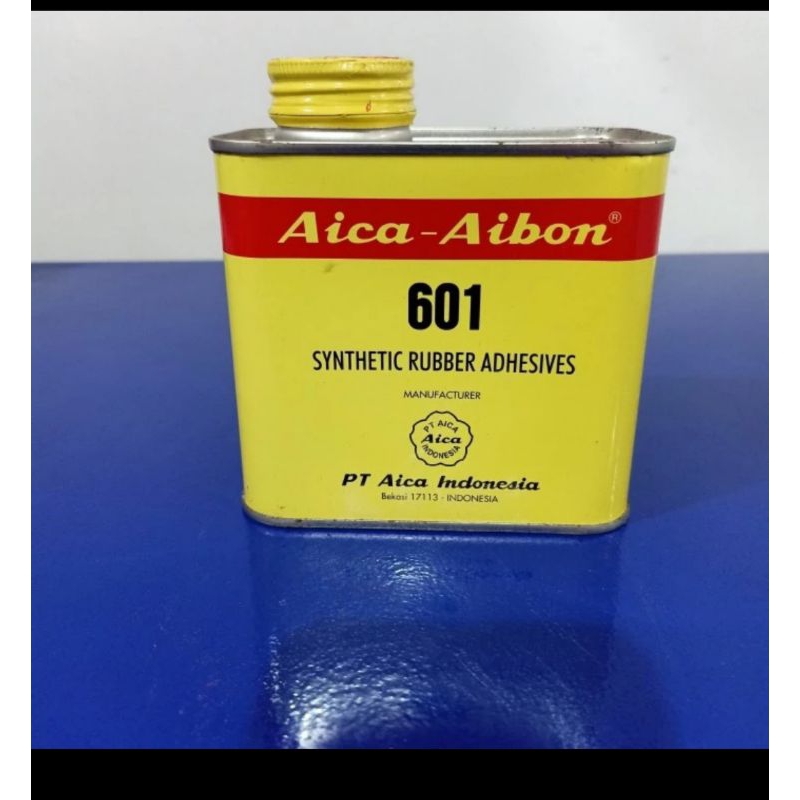 Aica-Aibon®
601
SYNTHETIC RUBBER ADHESIVES
MANUFACTURER
PT AICA
Aica
INDONESIA
PT Aica Indonesia
Bekasi 17113 - INDONESIA